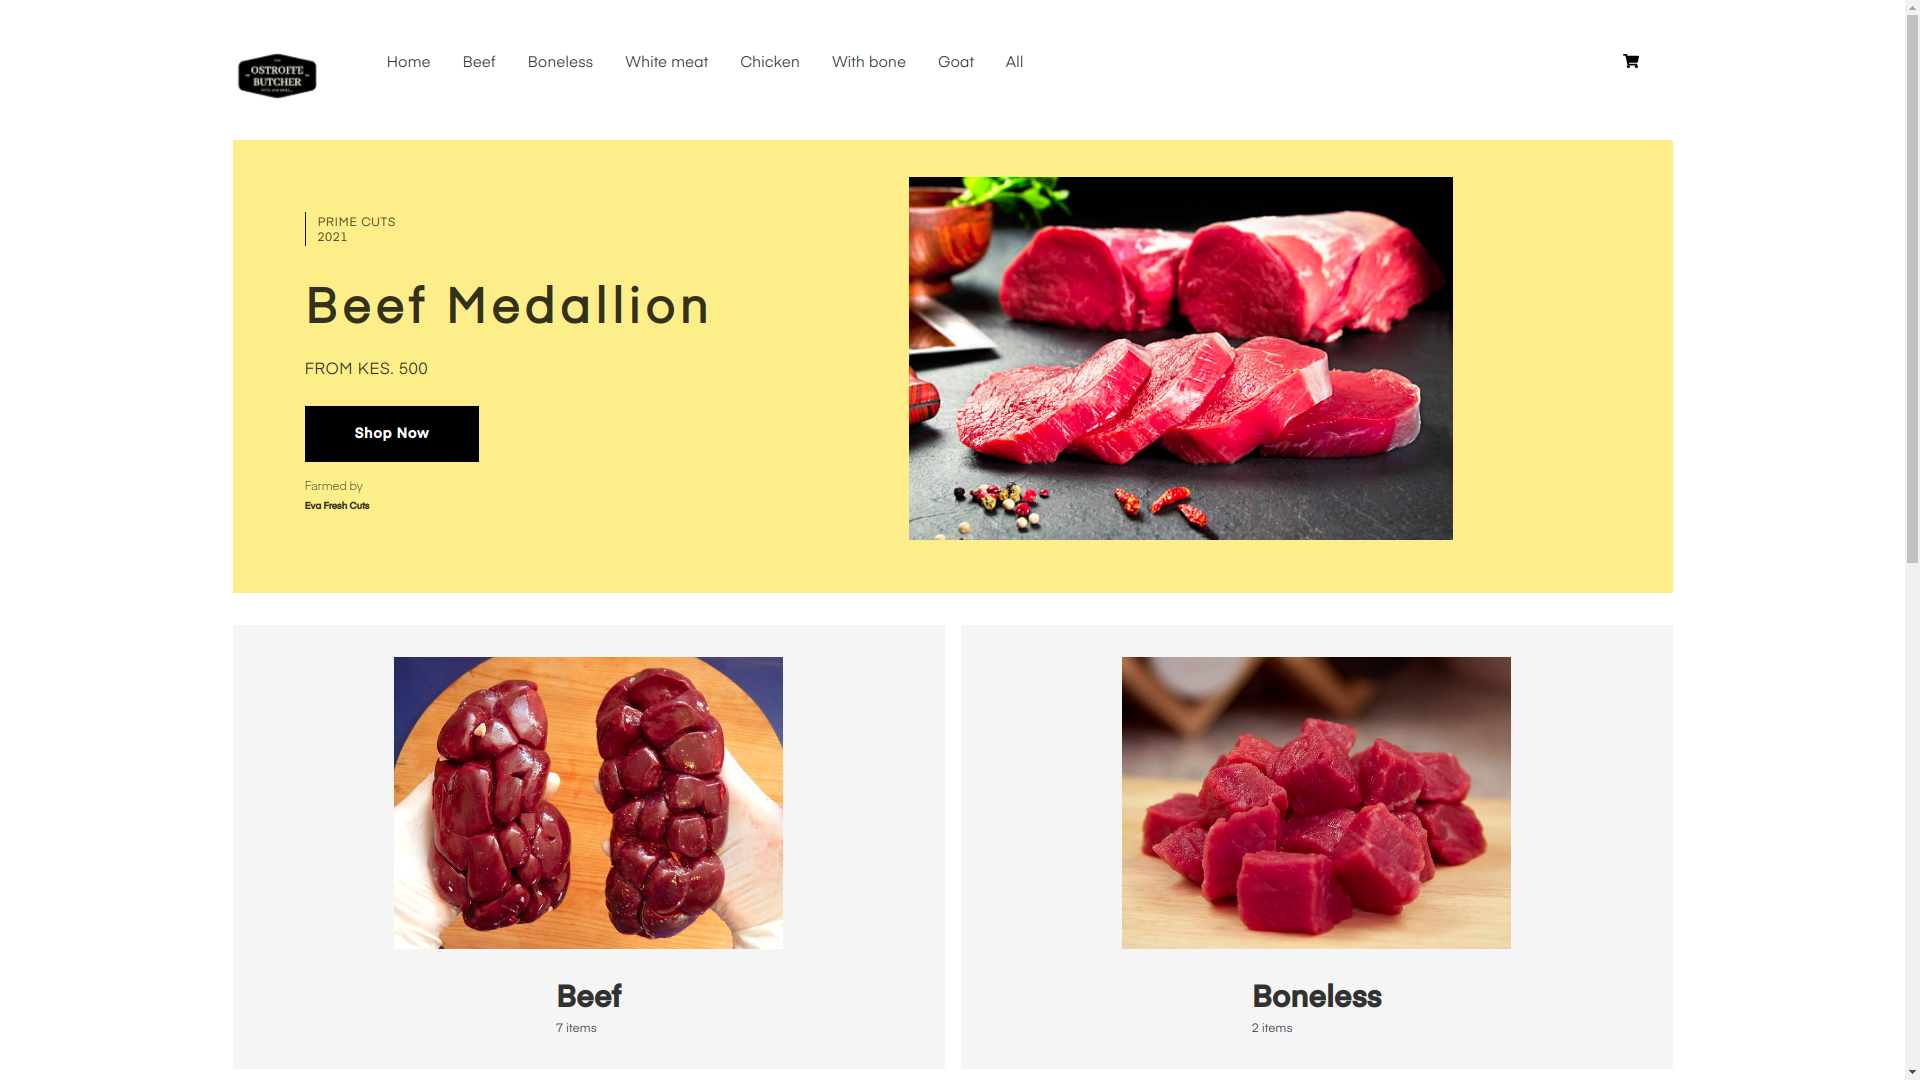 OSTROFFE
BUTCHER
Home
Beef
Boneless
White meat
Chicken
With bone
Goat
All
PRIME CUTS
2021
Beef Medallion
FROM KES. 500
Shop Now
Farmed by
Eva Fresh Cuts
Beef
7 items
Boneless
2 items